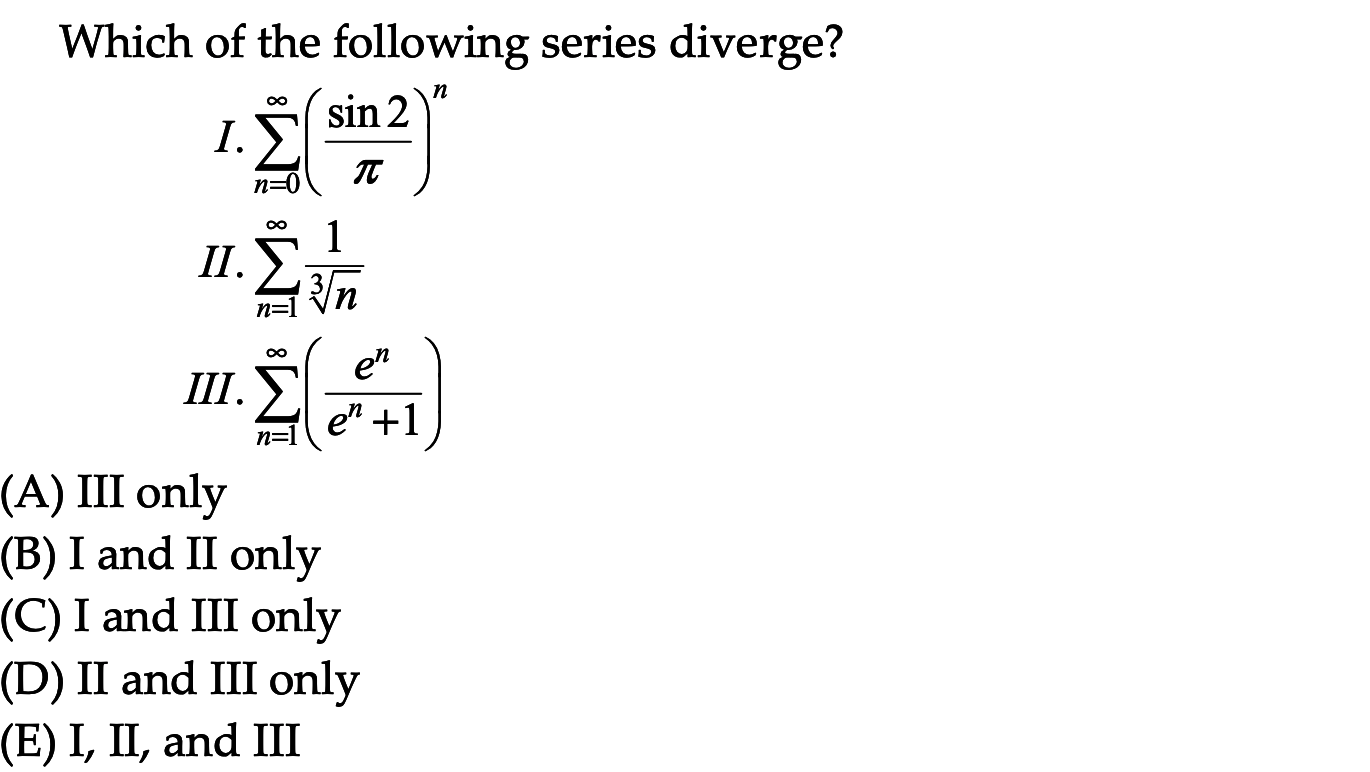 Which of the following series diverge?
I. \sum_{n=0}^{\infty} \left( \frac{\sin 2}{\pi} \right)^n
II. \sum_{n=1}^{\infty} \frac{1}{\sqrt[3]{n}}
III. \sum_{n=1}^{\infty} \left( \frac{e^n}{e^n + 1} \right)
(A) III only
(B) I and II only
(C) I and III only
(D) II and III only
(E) I, II, and III